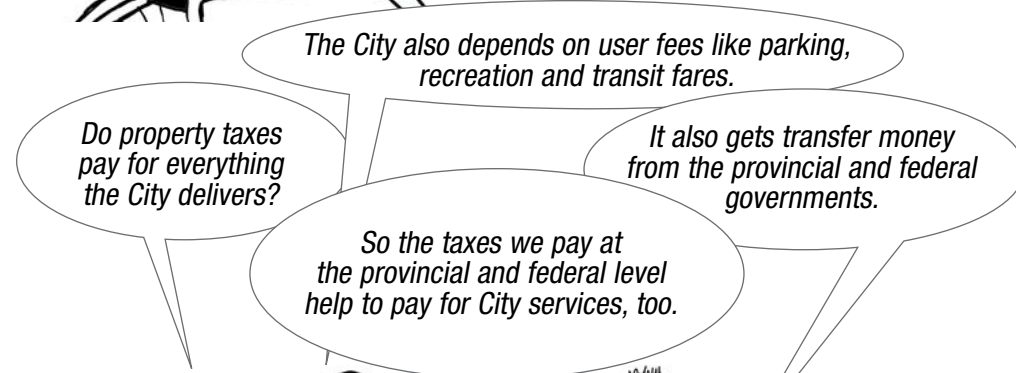 Do property taxes
pay for everything
the City delivers?
The City also depends on user fees like parking,
recreation and transit fares.
It also gets transfer money
from the provincial and federal
governments.
So the taxes we pay at
the provincial and federal level
help to pay for City services, too.